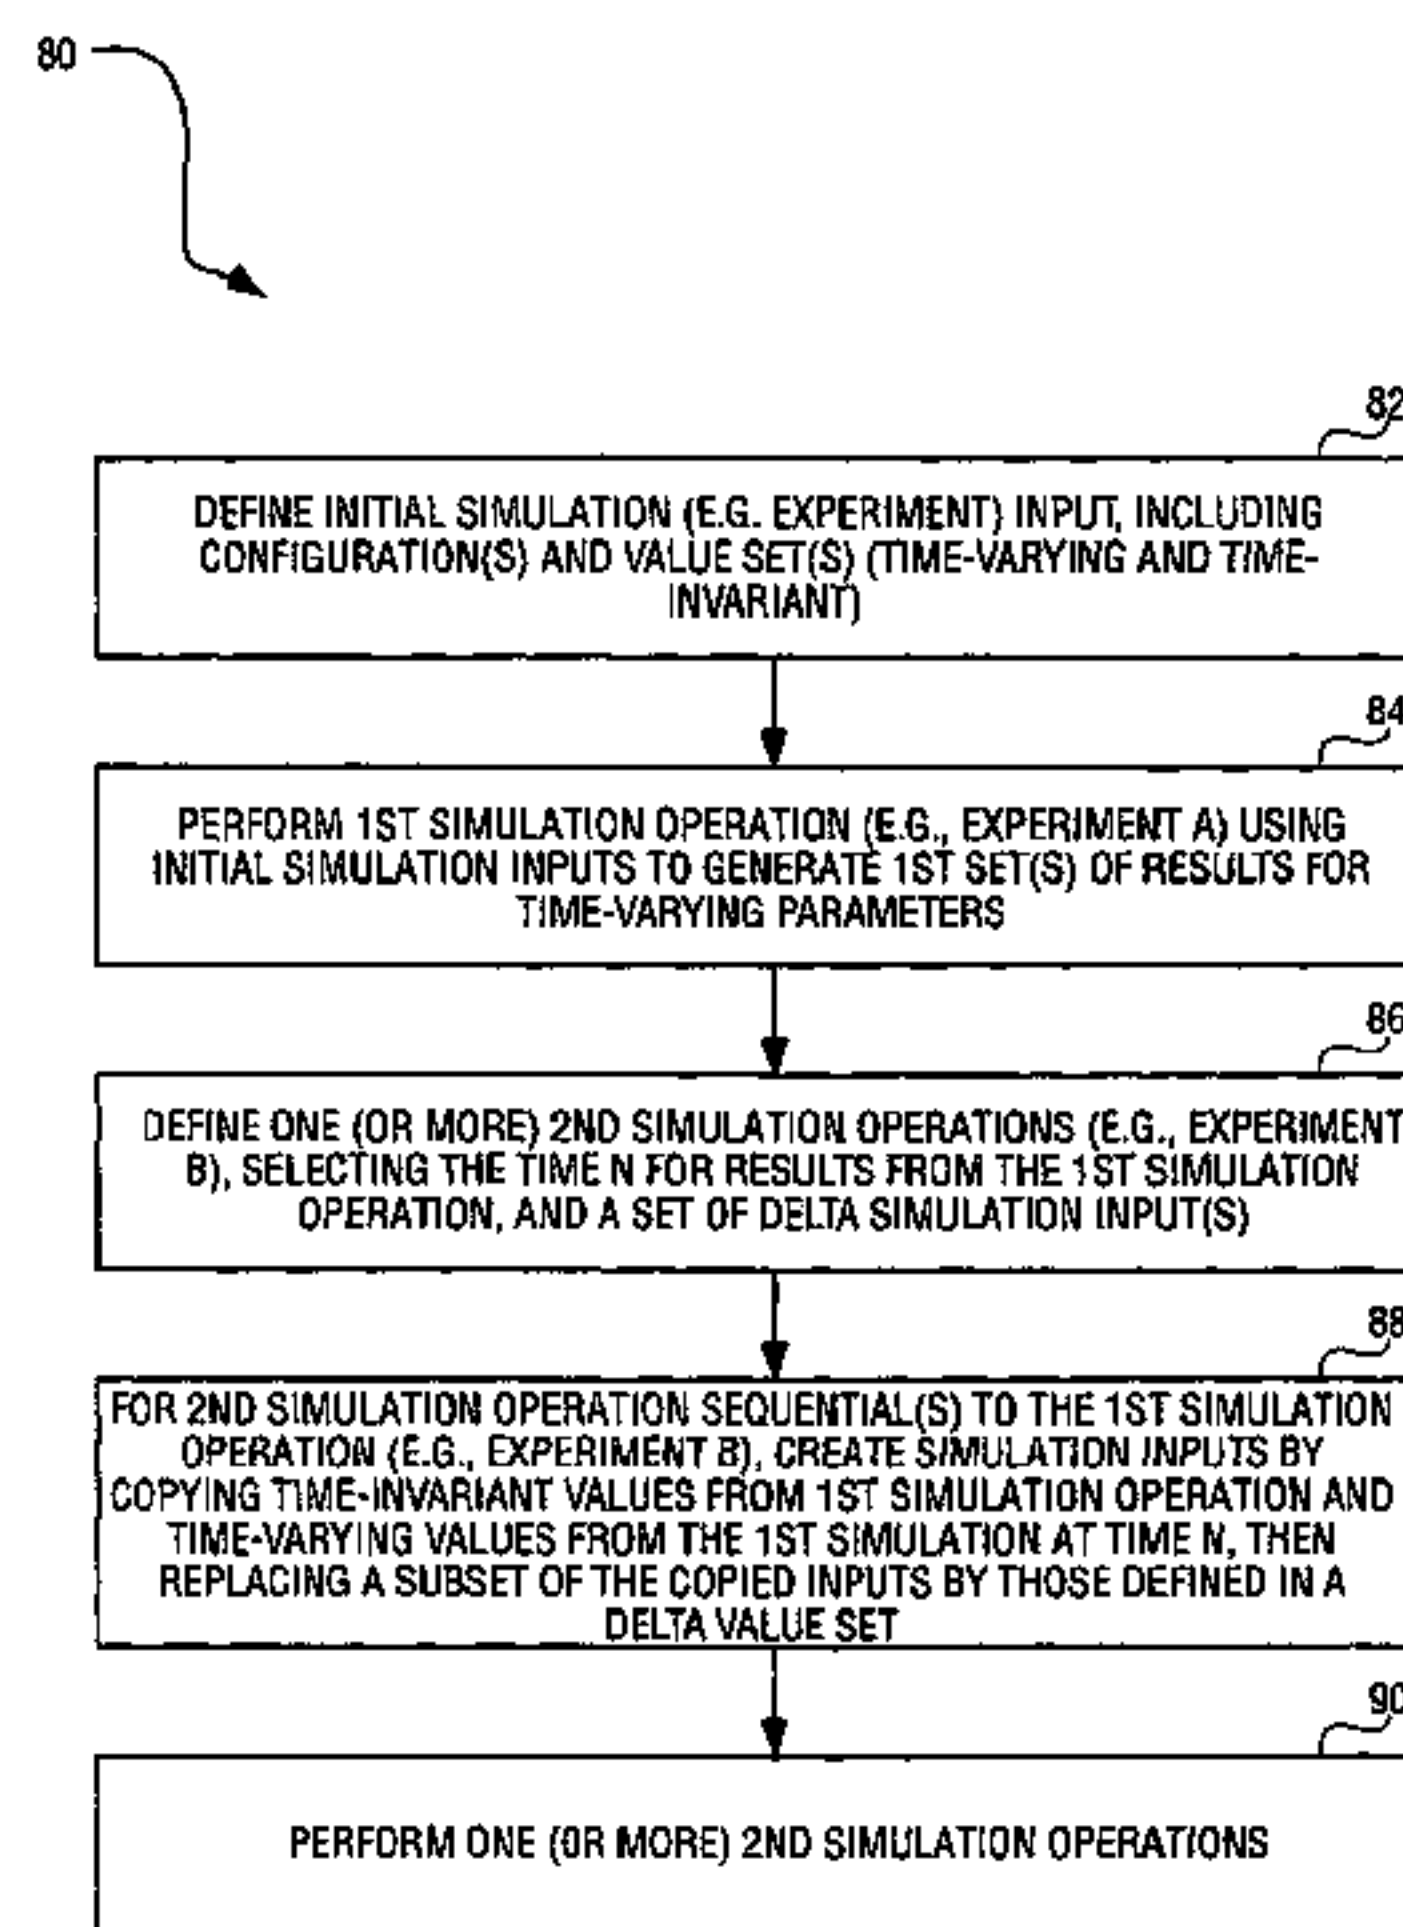 80
82
DEFINE INITIAL SIMULATION (E.G. EXPERIMENT) INPUT, INCLUDING
CONFIGURATION(S) AND VALUE SET(S) (TIME-VARYING AND TIME-
INVARIANT)
84
PERFORM 1ST SIMULATION OPERATION (E.G., EXPERIMENT A) USING
INITIAL SIMULATION INPUTS TO GENERATE 1ST SET(S) OF RESULTS FOR
TIME-VARYING PARAMETERS
86
DEFINE ONE (OR MORE) 2ND SIMULATION OPERATIONS (E.G., EXPERIMENT
B), SELECTING THE TIME N FOR RESULTS FROM THE 1ST SIMULATION
OPERATION, AND A SET OF DELTA SIMULATION INPUT(S)
88
FOR 2ND SIMULATION OPERATION SEQUENTIAL(S) TO THE 1ST SIMULATION
OPERATION (E.G., EXPERIMENT B), CREATE SIMULATION INPUTS BY
COPYING TIME-INVARIANT VALUES FROM 1ST SIMULATION OPERATION AND
TIME-VARYING VALUES FROM THE 1ST SIMULATION AT TIME N, THEN
REPLACING A SUBSET OF THE COPIED INPUTS BY THOSE DEFINED IN A
DELTA VALUE SET
90
PERFORM ONE (OR MORE) 2ND SIMULATION OPERATIONS